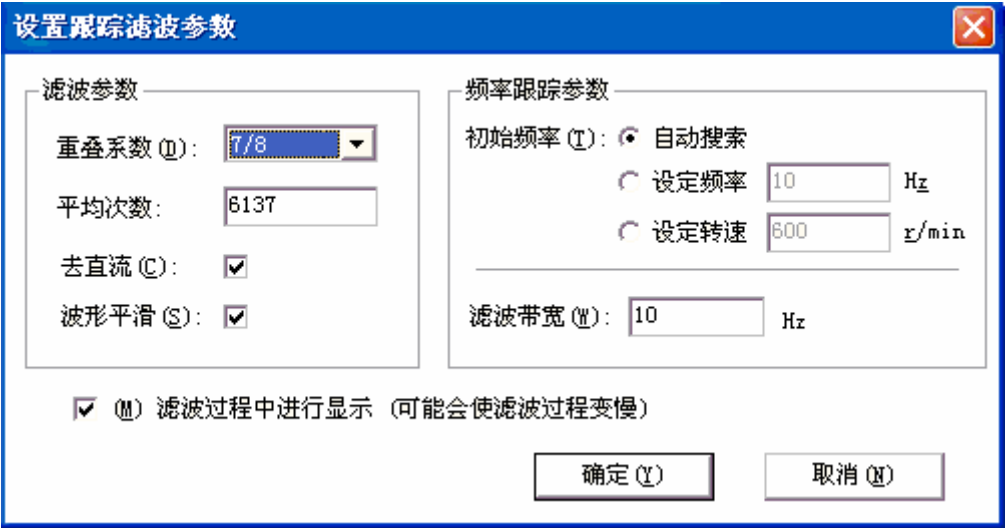 设置跟踪滤波参数
滤波参数
重叠系数(D): 7/8
平均次数: 6137
去直流(C):
波形平滑(S):
频率跟踪参数
初始频率(T): 自动搜索
设定频率 10 Hz
设定转速 600 r/min
滤波带宽(W): 10 Hz
(M) 滤波过程中进行显示 (可能会使滤波过程变慢)
确定(Y) 取消(N)